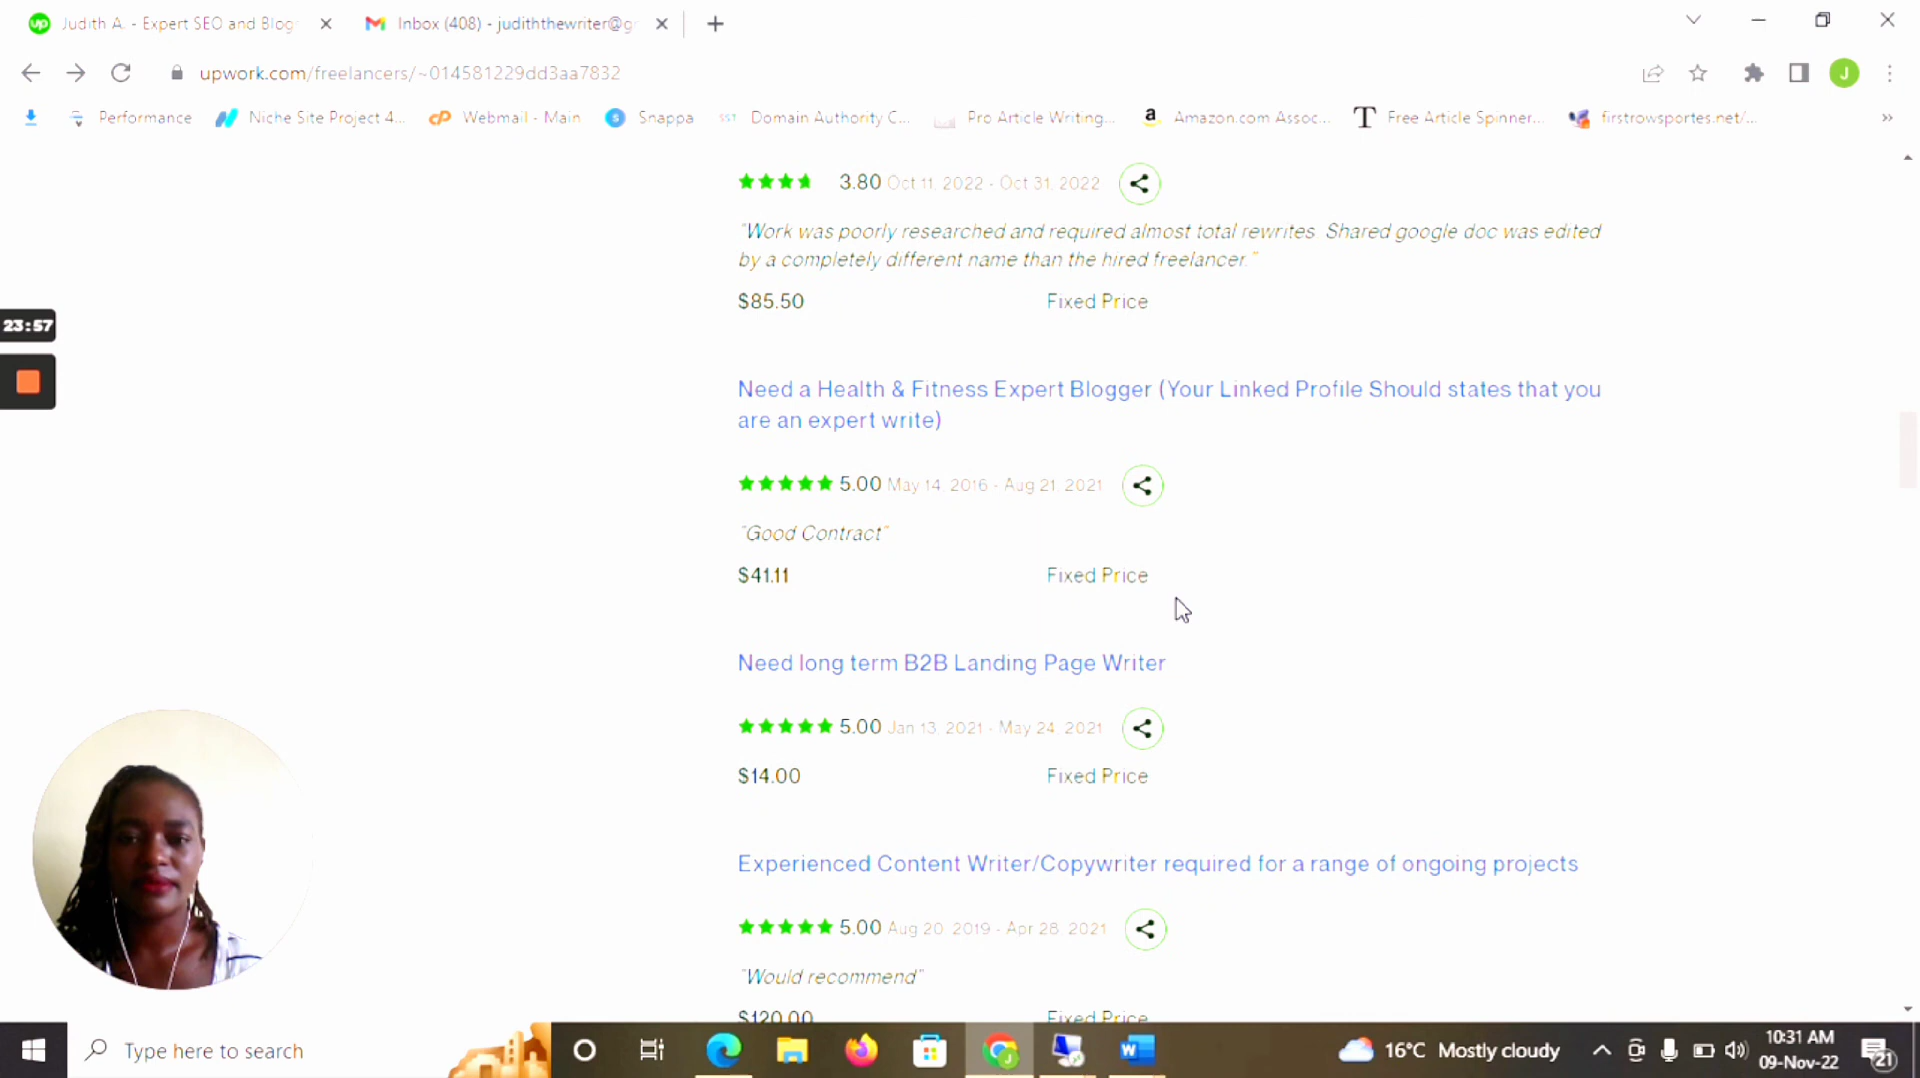 Judith A. - Expert SEO and Blog
Inbox (408) - judiththewriter@g
upwork.com/freelancers/~014581229dd3aa7832
J
Performance
Niche Site Project 4...
Webmail - Main
Snappa
Domain Authority C...
Pro Article Writing...
Amazon.com Assoc...
Free Article Spinner...
firstrowsportes.net/...
3.80 Oct 11, 2022 - Oct 31, 2022
"Work was poorly researched and required almost total rewrites. Shared google doc was edited
by a completely different name than the hired freelancer."
$85.50 Fixed Price
23:57
Need a Health & Fitness Expert Blogger (Your Linked Profile Should states that you
are an expert write)
5.00 May 14, 2016 - Aug 21, 2021
"Good Contract"
$41.11 Fixed Price
Need long term B2B Landing Page Writer
5.00 Jan 13, 2021 - May 24, 2021
$14.00 Fixed Price
Experienced Content Writer/Copywriter required for a range of ongoing projects
5.00 Aug 20, 2019 - Apr 28, 2021
"Would recommend"
$120.00 Fixed Price
Type here to search
16°C Mostly cloudy
10:31 AM
09-Nov-22
21